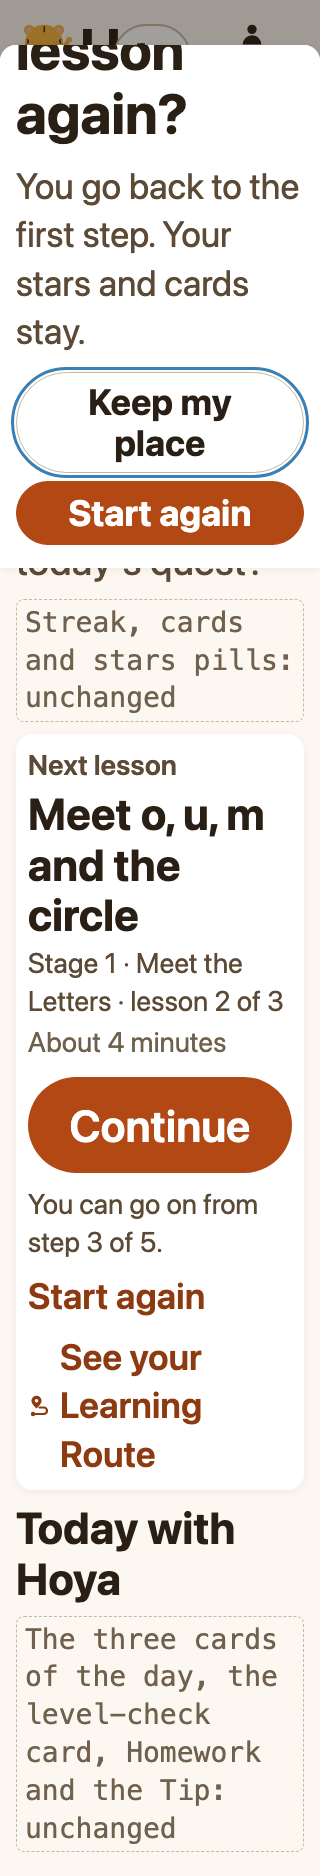 lesson
again?
You go back to the
first step. Your
stars and cards
stay.
Keep my
place
Start again
today's quest?
Streak, cards
and stars pills:
unchanged
Next lesson
Meet o, u, m
and the
circle
Stage 1 · Meet the
Letters · lesson 2 of 3
About 4 minutes
Continue
You can go on from
step 3 of 5.
Start again
See your
Learning
Route
Today with
Hoya
The three cards
of the day, the
level-check
card, Homework
and the Tip:
unchanged